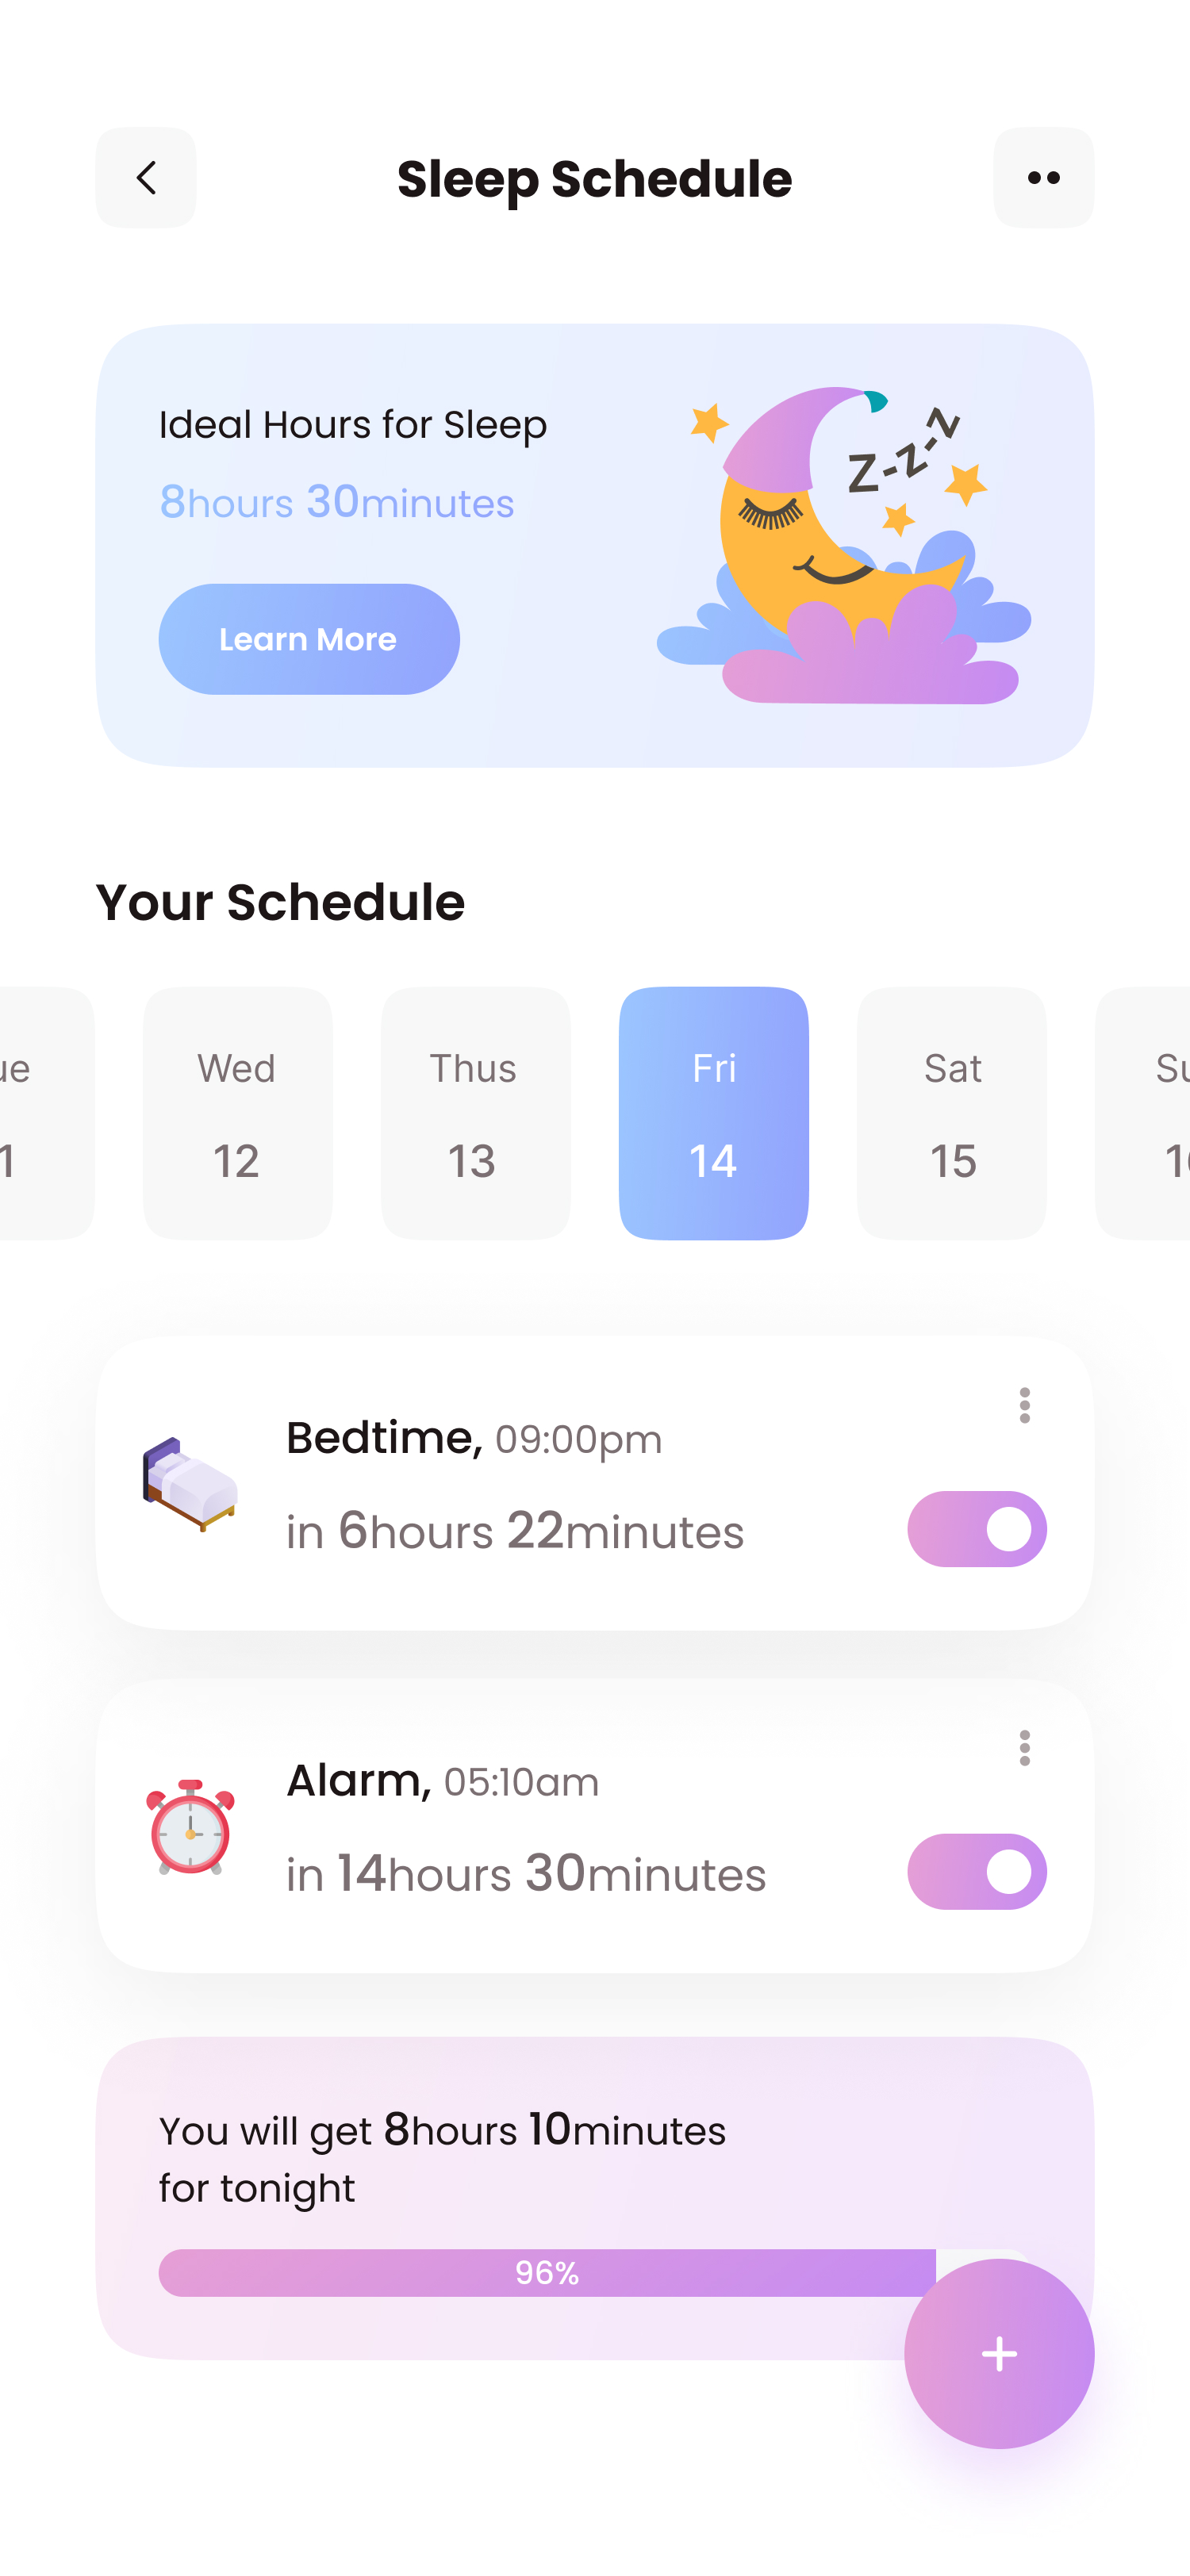 Sleep Schedule
Ideal Hours for Sleep
8hours 30minutes
Z-z-z
Learn More
Your Schedule
ue Wed Thus Fri Sat Su
1 12 13 14 15 1
Bedtime, 09:00pm
in 6hours 22minutes
Alarm, 05:10am
in 14hours 30minutes
You will get 8hours 10minutes
for tonight
96%
+